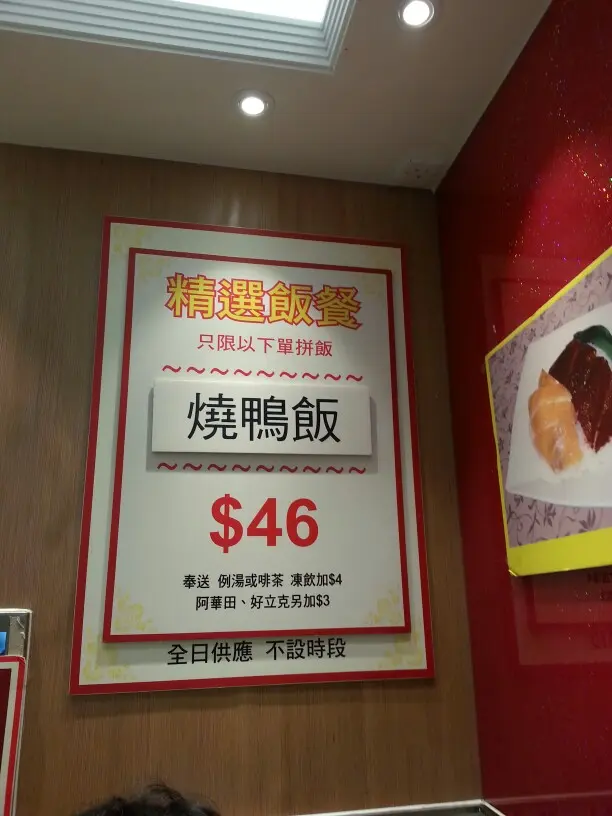 精選飯餐
只限以下單拼飯
～～～～～～～～～
燒鴨飯
～～～～～～～～～
$46
奉送 例湯或啡茶 凍飲加$4
阿華田、好立克另加$3
全日供應 不設時段